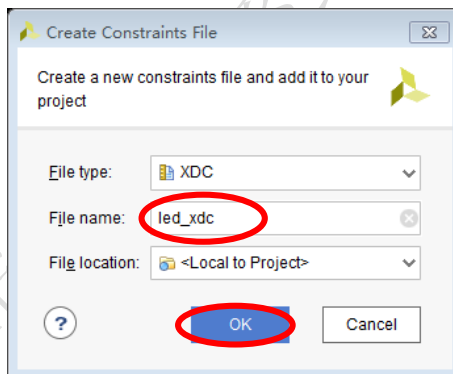 Create Constraints File
Create a new constraints file and add it to your
project
File type: XDC
File name: led_xdc
File location: <Local to Project>
? OK Cancel